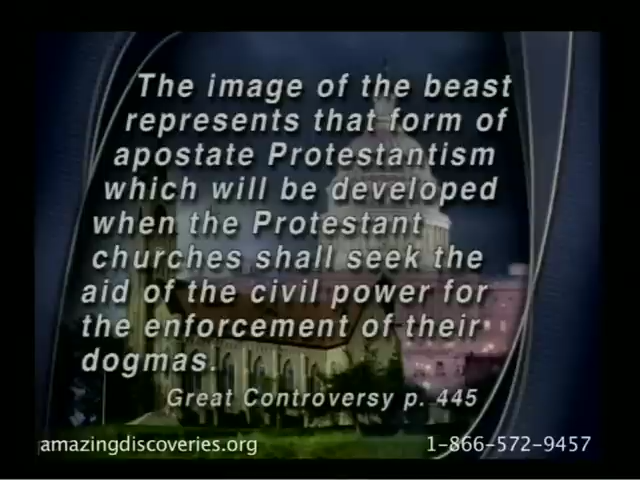 The image of the beast
represents that form of
apostate Protestantism
which will be developed
when the Protestant
churches shall seek the
aid of the civil power for
the enforcement of their
dogmas.
Great Controversy p. 445
amazingdiscoveries.org 1-866-572-9457